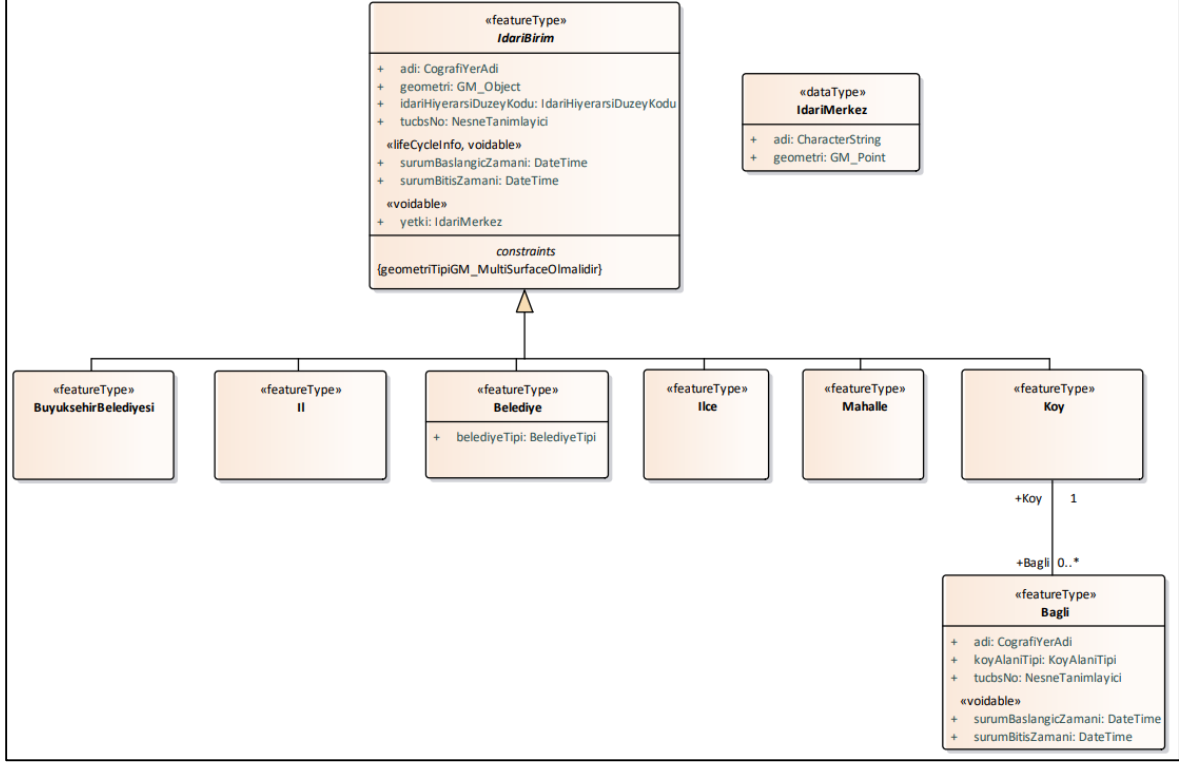 «featureType»
IdariBirim
+ adi: CografiYerAdi
+ geometri: GM_Object
+ idariHiyerarsiDuzeyKodu: IdariHiyerarsiDuzeyKodu
+ tucbsNo: NesneTanimlayici
«lifeCycleInfo, voidable»
+ surumBaslangicZamani: DateTime
+ surumBitisZamani: DateTime
«voidable»
+ yetki: IdariMerkez
constraints
{geometriTipiGM_MultiSurfaceOlmalidir}
«dataType»
IdariMerkez
+ adi: CharacterString
+ geometri: GM_Point
«featureType»
BuyuksehirBelediyesi
«featureType»
Il
«featureType»
Belediye
+ belediyeTipi: BelediyeTipi
«featureType»
Ilce
«featureType»
Mahalle
«featureType»
Koy
+Koy 1
+Bagli 0..*
«featureType»
Bagli
+ adi: CografiYerAdi
+ koyAlaniTipi: KoyAlaniTipi
+ tucbsNo: NesneTanimlayici
«voidable»
+ surumBaslangicZamani: DateTime
+ surumBitisZamani: DateTime